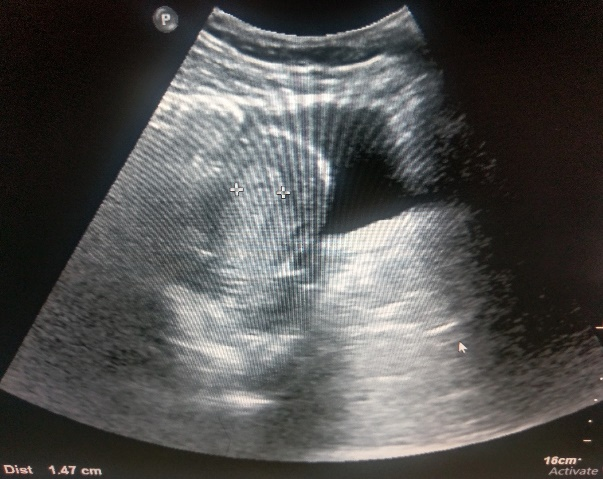 P
Dist 1.47 cm
16cm
Activate